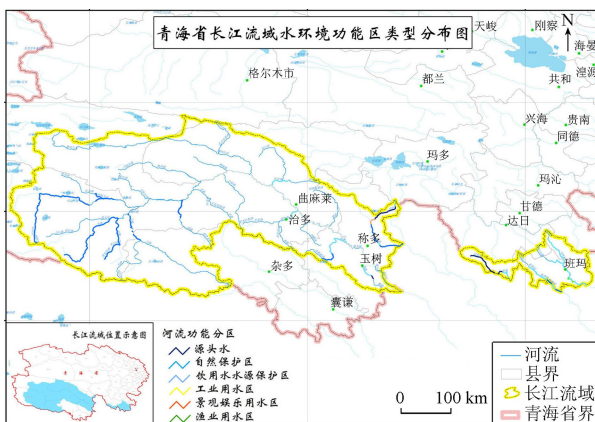 青海省长江流域水环境功能区类型分布图
N
天峻
刚察
海晏
湟源
格尔木市
都兰
共和
兴海
贵南
同德
玛多
玛沁
曲麻莱
治多
甘德
达日
称多
玉树
杂多
班玛
囊谦
长江流域位置示意图
青海省
河流功能分区
源头水
自然保护区
饮用水水源保护区
工业用水区
景观娱乐用水区
渔业用水区
0 100 km
河流
县界
长江流域
青海省界